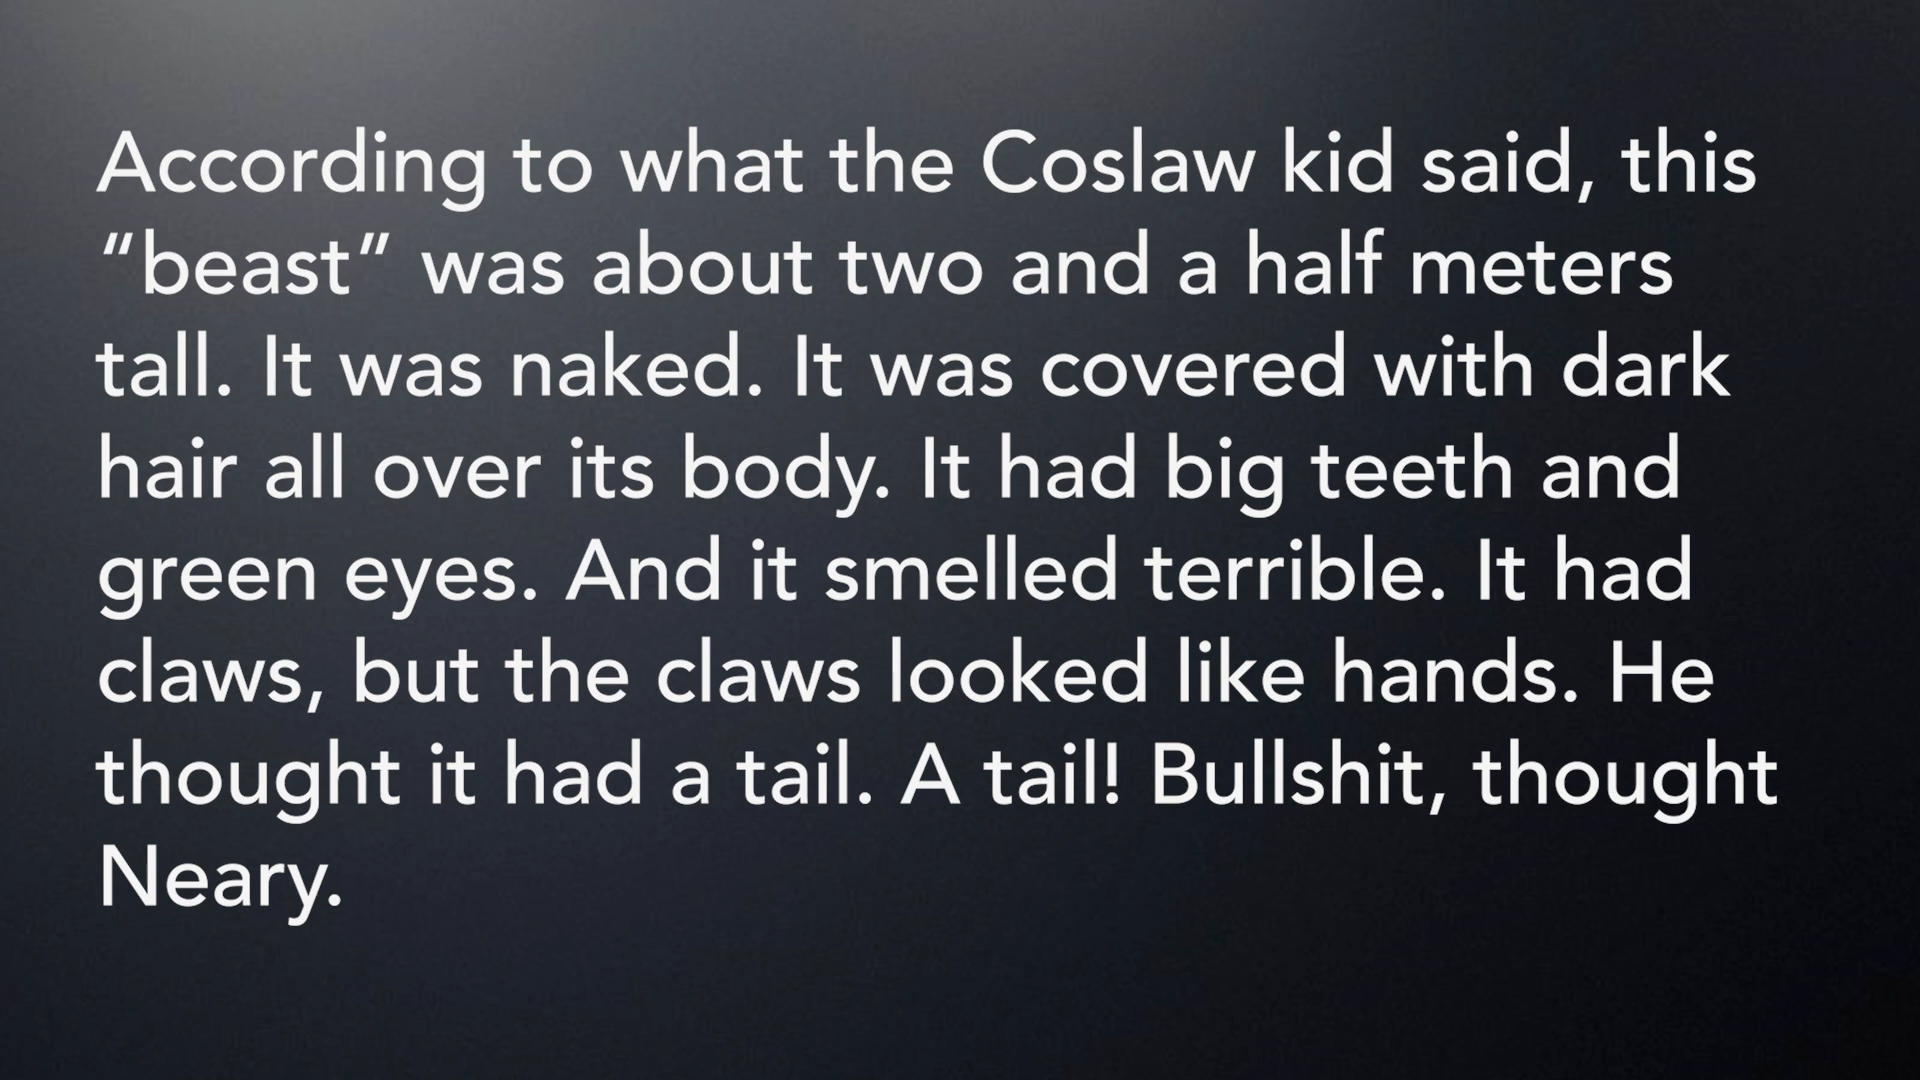 According to what the Coslaw kid said, this
“beast” was about two and a half meters
tall. It was naked. It was covered with dark
hair all over its body. It had big teeth and
green eyes. And it smelled terrible. It had
claws, but the claws looked like hands. He
thought it had a tail. A tail! Bullshit, thought
Neary.